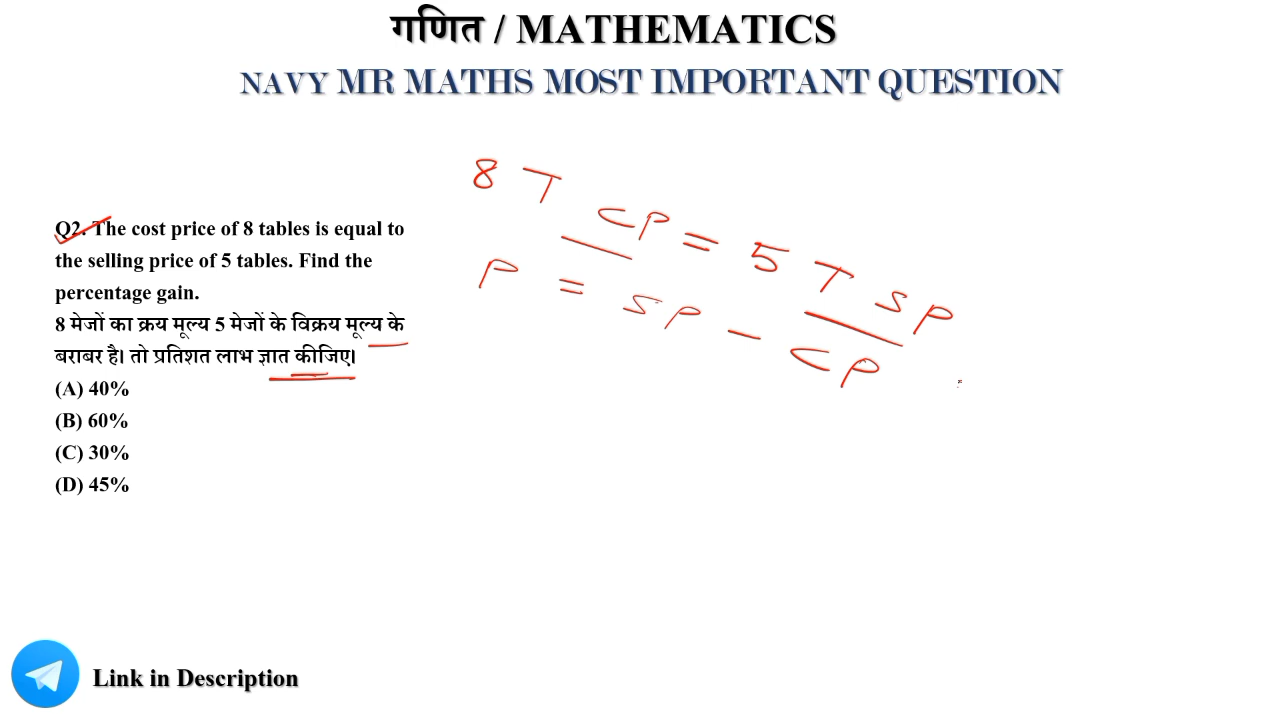 गणित / MATHEMATICS
NAVY MR MATHS MOST IMPORTANT QUESTION
8 T CP = 5 T SP
P = SP - CP
Q2. The cost price of 8 tables is equal to
the selling price of 5 tables. Find the
percentage gain.
8 मेजों का क्रय मूल्य 5 मेजों के विक्रय मूल्य के
बराबर है। तो प्रतिशत लाभ ज्ञात कीजिए।
(A) 40%
(B) 60%
(C) 30%
(D) 45%
Link in Description